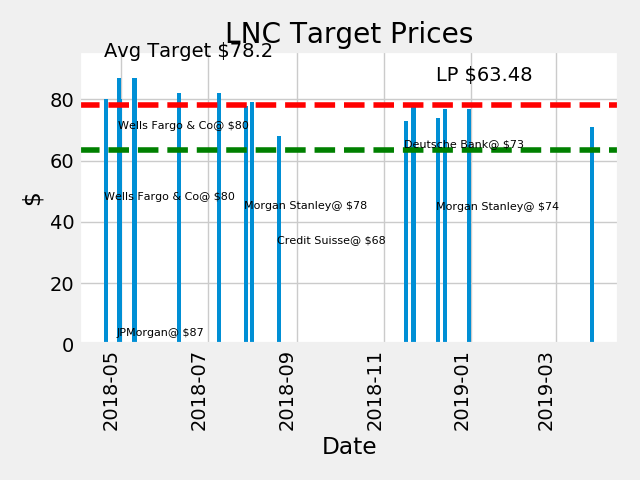 LNC Target Prices
Avg Target $78.2
LP $63.48
80
Wells Fargo & Co@ $80
Deutsche Bank@ $73
60
Wells Fargo & Co@ $80
Morgan Stanley@ $78
Morgan Stanley@ $74
$
40
Credit Suisse@ $68
20
JPMorgan@ $87
0
2018-05
2018-07
2018-09
2018-11
2019-01
2019-03
Date